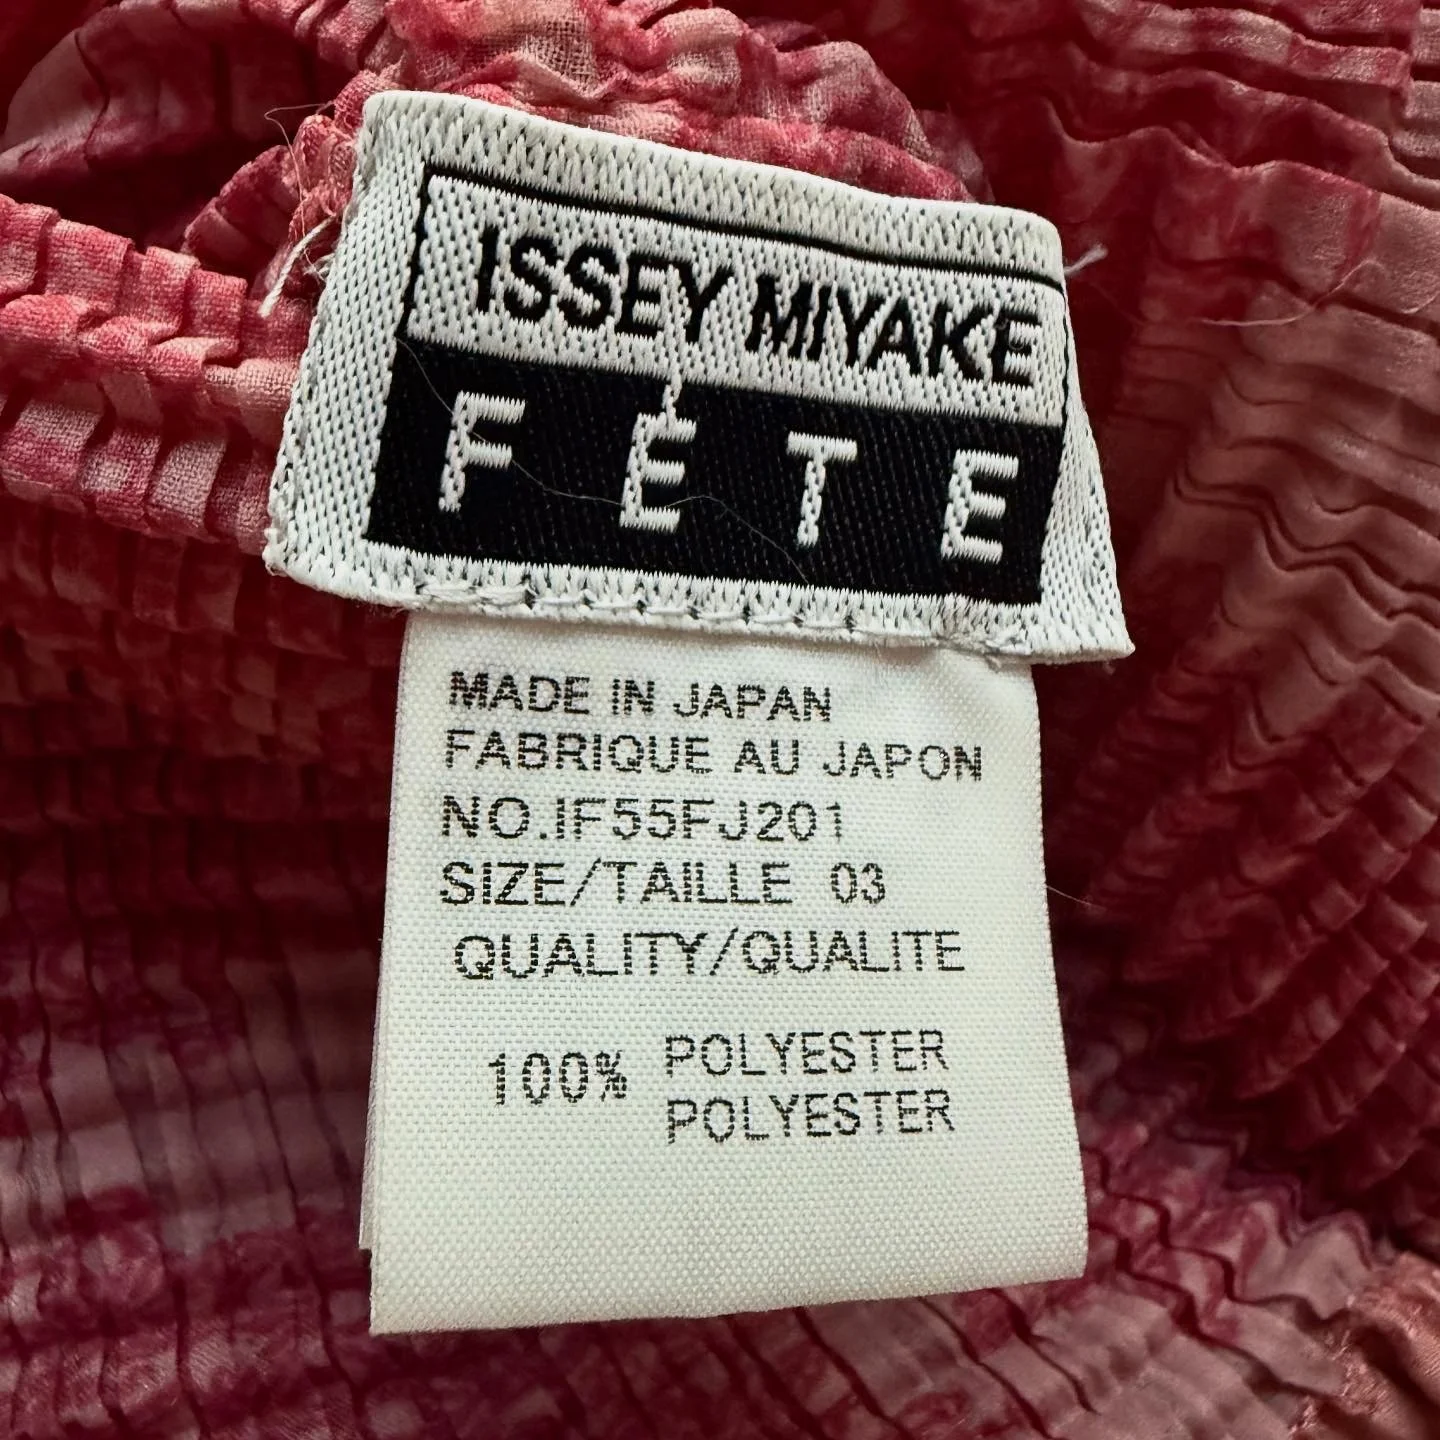 ISSEY MIYAKE
FÊTE
MADE IN JAPAN
FABRIQUE AU JAPON
NO.IF55FJ201
SIZE/TAILLE 03
QUALITY/QUALITE
100% POLYESTER
POLYESTER